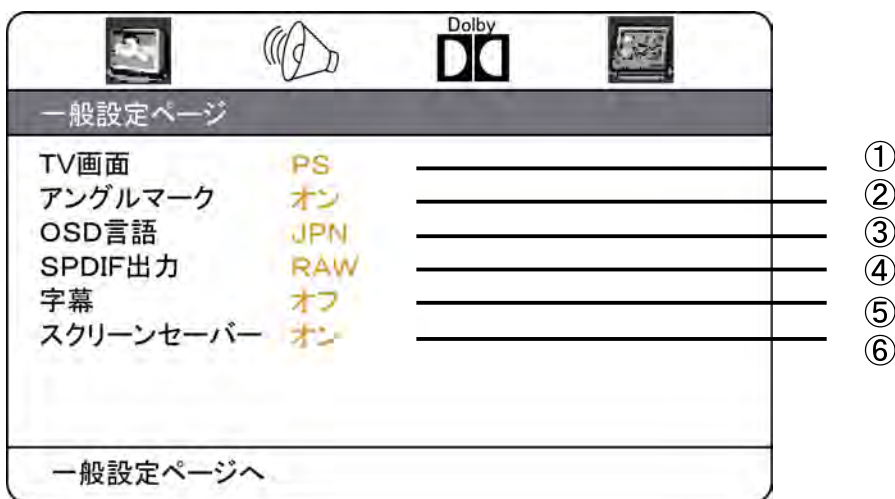 Dolby
一般設定ページ
TV画面 PS ①
アングルマーク オン ②
OSD言語 JPN ③
SPDIF出力 RAW ④
字幕 オフ ⑤
スクリーンセーバー オン ⑥
一般設定ページへ